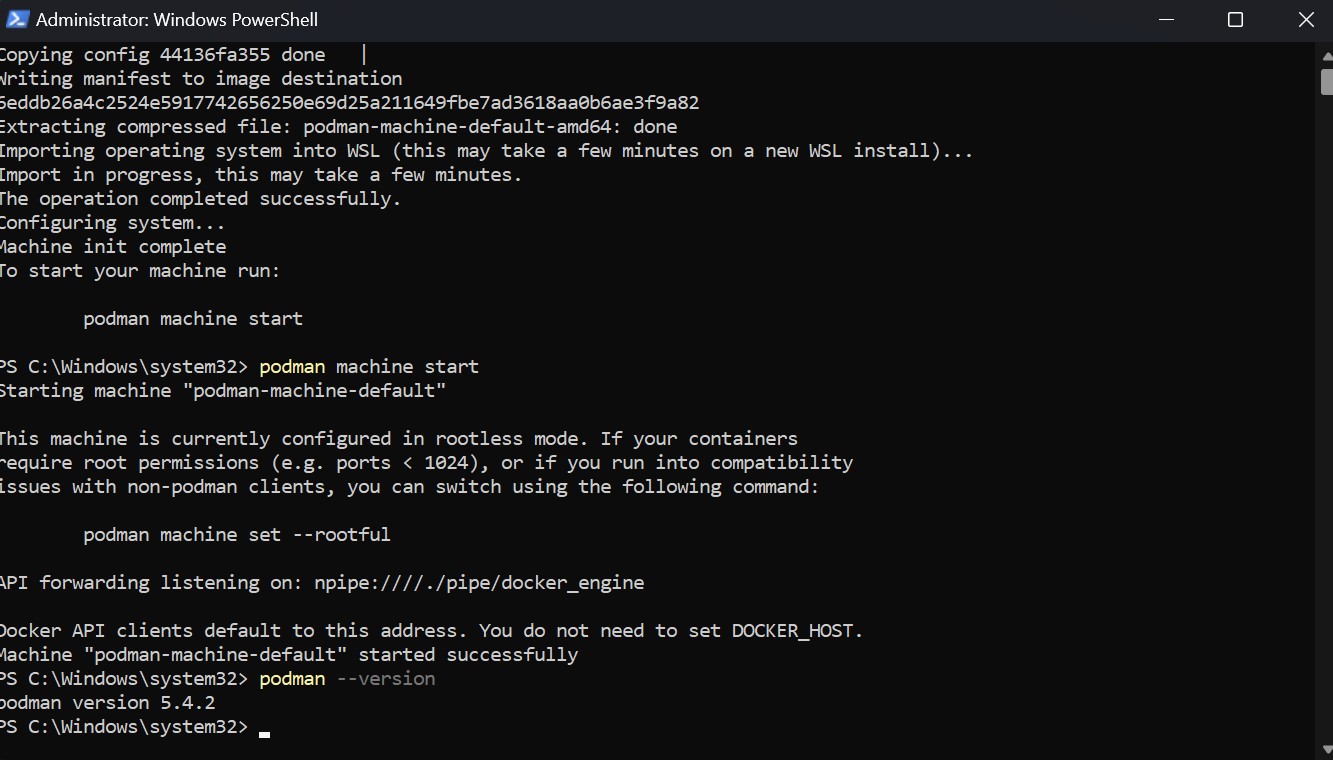 Administrator: Windows PowerShell
Copying config 44136fa355 done   |
Writing manifest to image destination
6eddb26a4c2524e5917742656250e69d25a211649fbe7ad3618aa0b6ae3f9a82
Extracting compressed file: podman-machine-default-amd64: done
Importing operating system into WSL (this may take a few minutes on a new WSL install)...
Import in progress, this may take a few minutes.
The operation completed successfully.
Configuring system...
Machine init complete
To start your machine run:
podman machine start
PS C:\Windows\system32> podman machine start
Starting machine "podman-machine-default"
This machine is currently configured in rootless mode. If your containers
require root permissions (e.g. ports < 1024), or if you run into compatibility
issues with non-podman clients, you can switch using the following command:
podman machine set --rootful
API forwarding listening on: npipe:////./pipe/docker_engine
Docker API clients default to this address. You do not need to set DOCKER_HOST.
Machine "podman-machine-default" started successfully
PS C:\Windows\system32> podman --version
podman version 5.4.2
PS C:\Windows\system32>